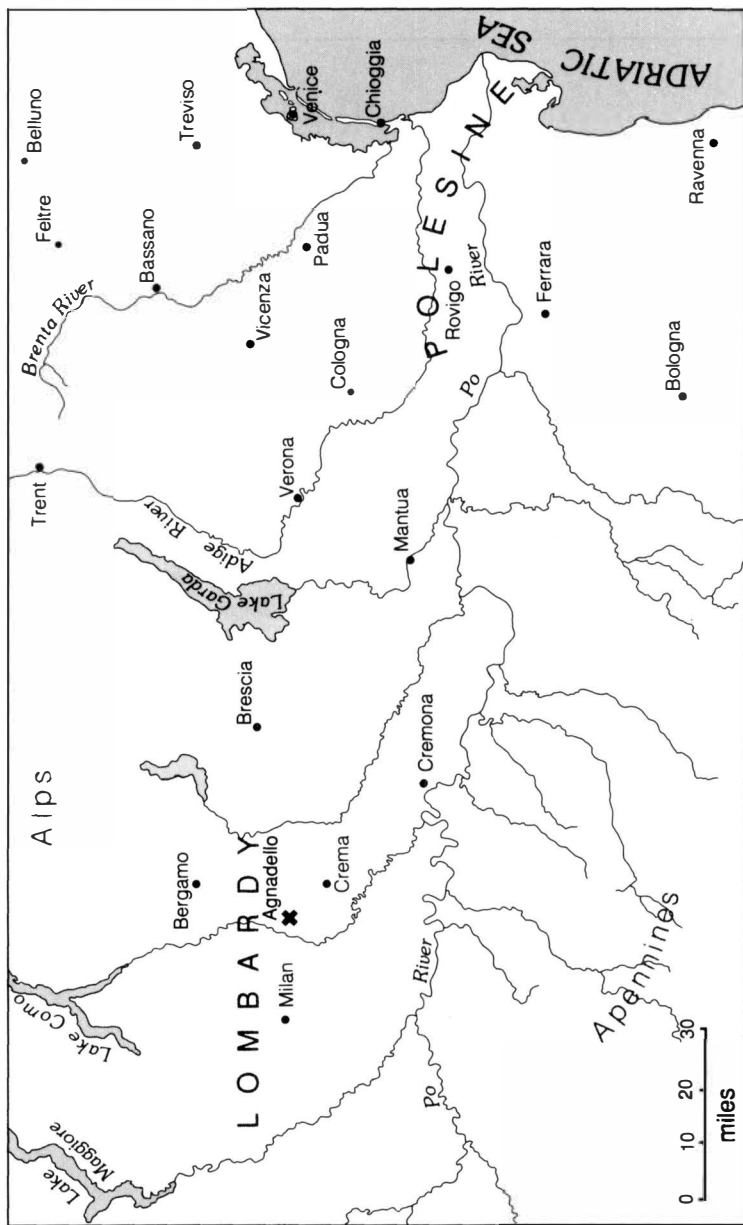 Alps
Lake Maggiore
Lake Como
Bergamo
LOMBARDY
Milan
Agnadello
Crema
Brescia
Lake Garda
Adige River
Trent
Verona
Brenta River
Feltre
Belluno
Bassano
Treviso
Vicenza
Padua
Venice
Cologna
Chioggia
Mantua
Cremona
POLESINE
Rovigo
Po River
Po River
Ferrara
Bologna
Ravenna
ADRIATIC SEA
Apennines
0 10 20 30
miles